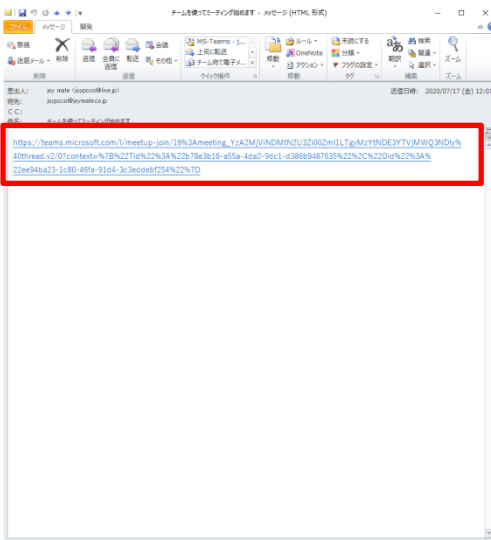 チームを使ってミーティング始めます - メッセージ (HTML 形式)
ファイル メッセージ 開発
無視
迷惑メール
削除
返信
全員に
返信
転送
会議
その他
MS-Teams - j...
上司に転送
チーム宛て電子メ...
移動
ルール
OneNote
アクション
未読にする
分類
フラグの設定
翻訳
検索
関連
選択
ズーム
削除 返信 クイック操作 移動 タグ 編集 ズーム
差出人: joy mate <joypccol@live.jp> 送信日時: 2020/07/17 (金) 12:01
宛先: joypccol@joymate.co.jp
C C :
件名: チームを使ってミーティング始めます
https://teams.microsoft.com/l/meetup-join/19%3Ameeting_YzA2MjViNDMtN2U3Zi00ZmI1LTgyMzYtNDE3YTVjMWQ3NDIy%
40thread.v2/0?context=%7B%22Tid%22%3A%22b78e3b16-a55a-4da2-9dc1-d386b9487635%22%2C%22Oid%22%3A%
22ee94ba23-1c80-46fa-91d4-3c3eddebf254%22%7D